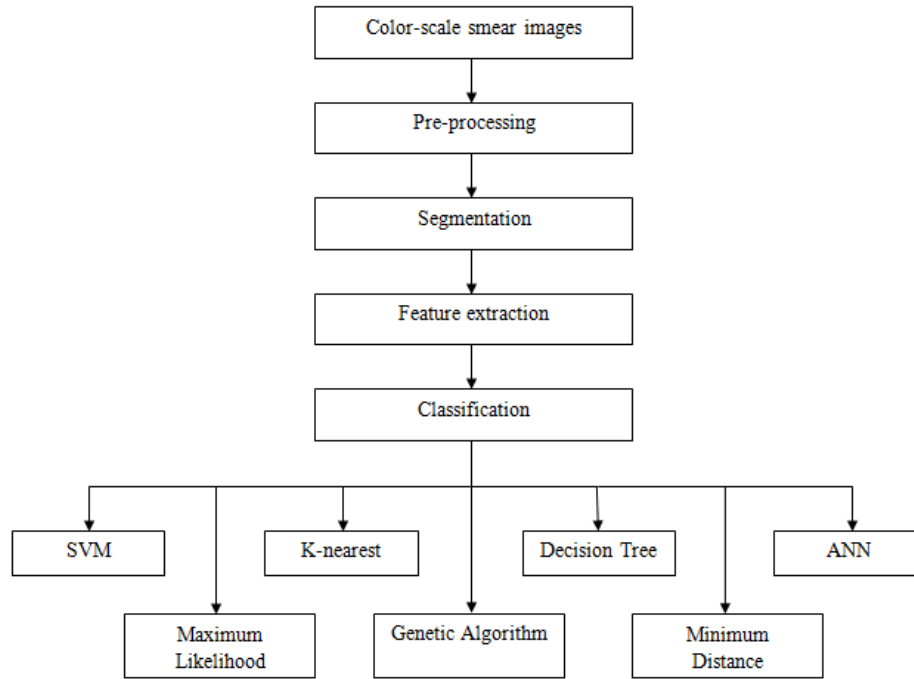 Color-scale smear images
Pre-processing
Segmentation
Feature extraction
Classification
SVM
K-nearest
Decision Tree
ANN
Maximum
Likelihood
Genetic Algorithm
Minimum
Distance